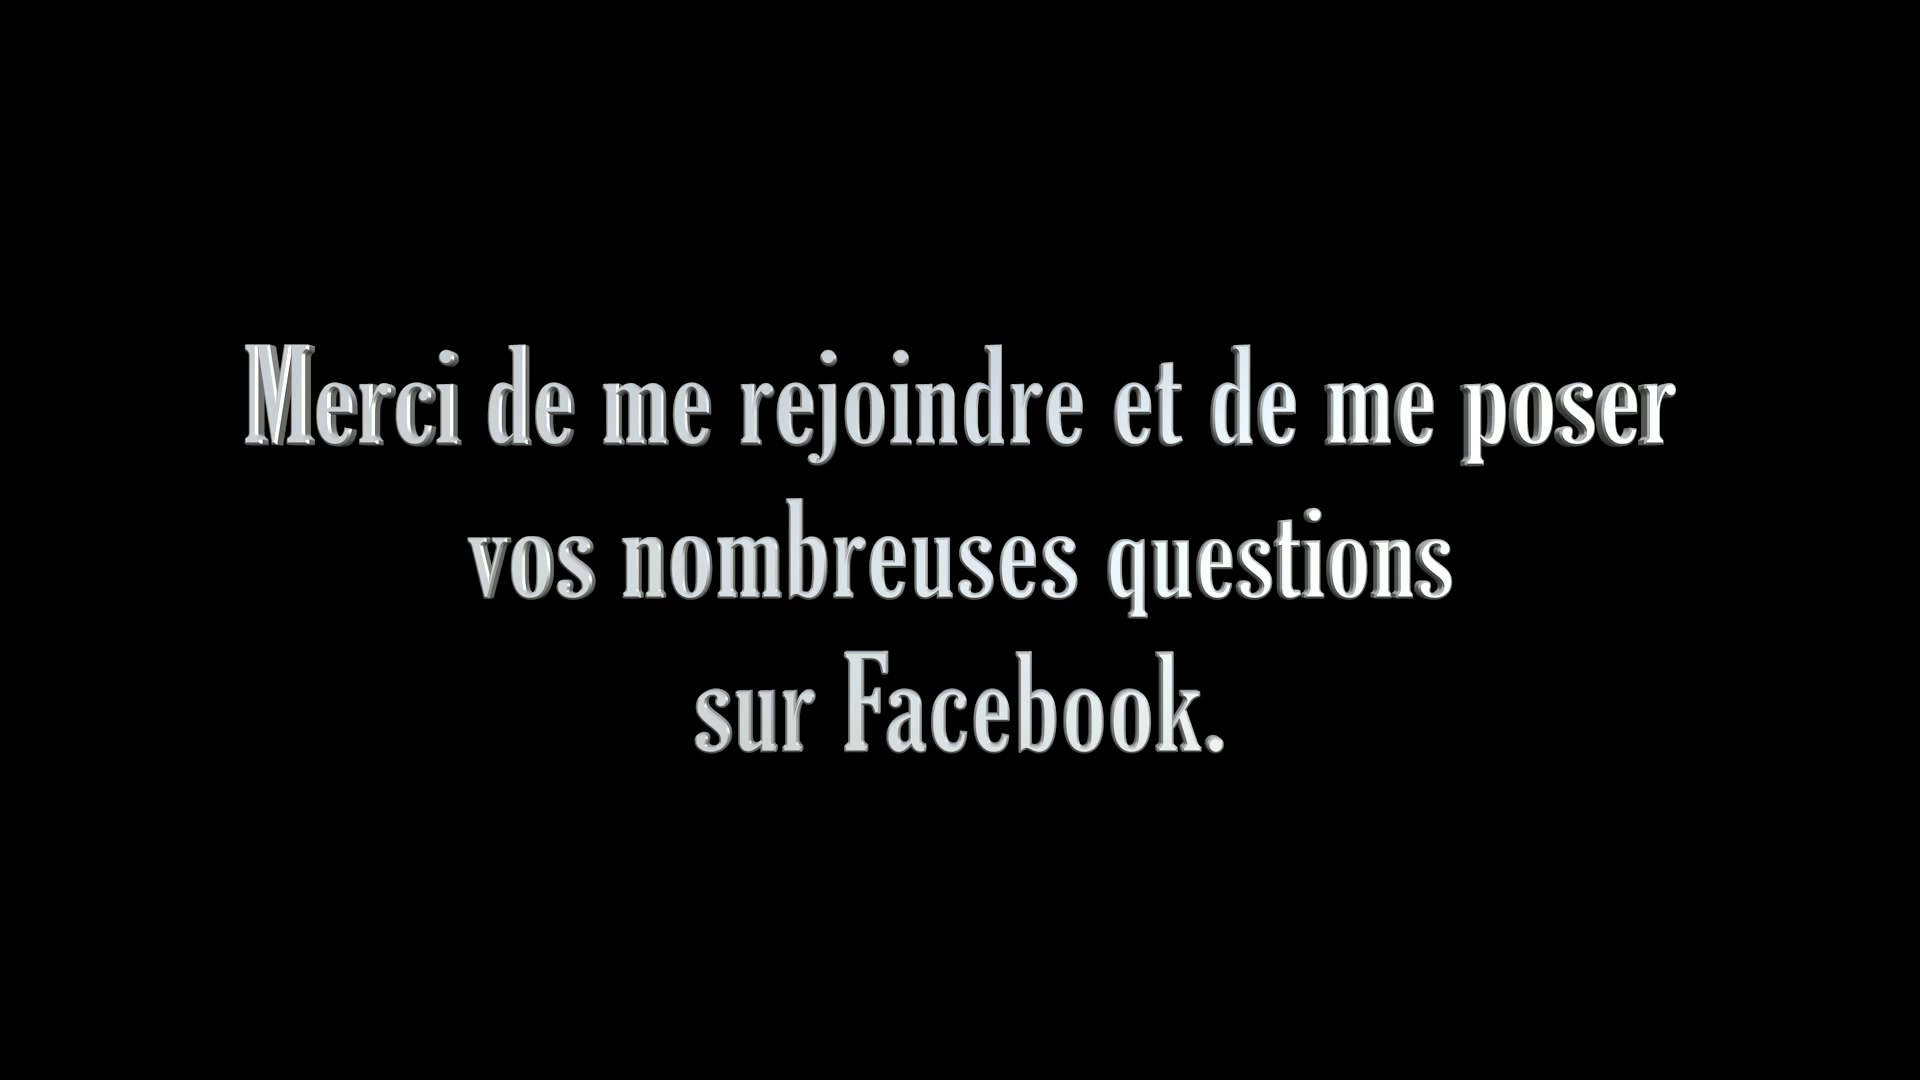 Merci de me rejoindre et de me poser
vos nombreuses questions
sur Facebook.